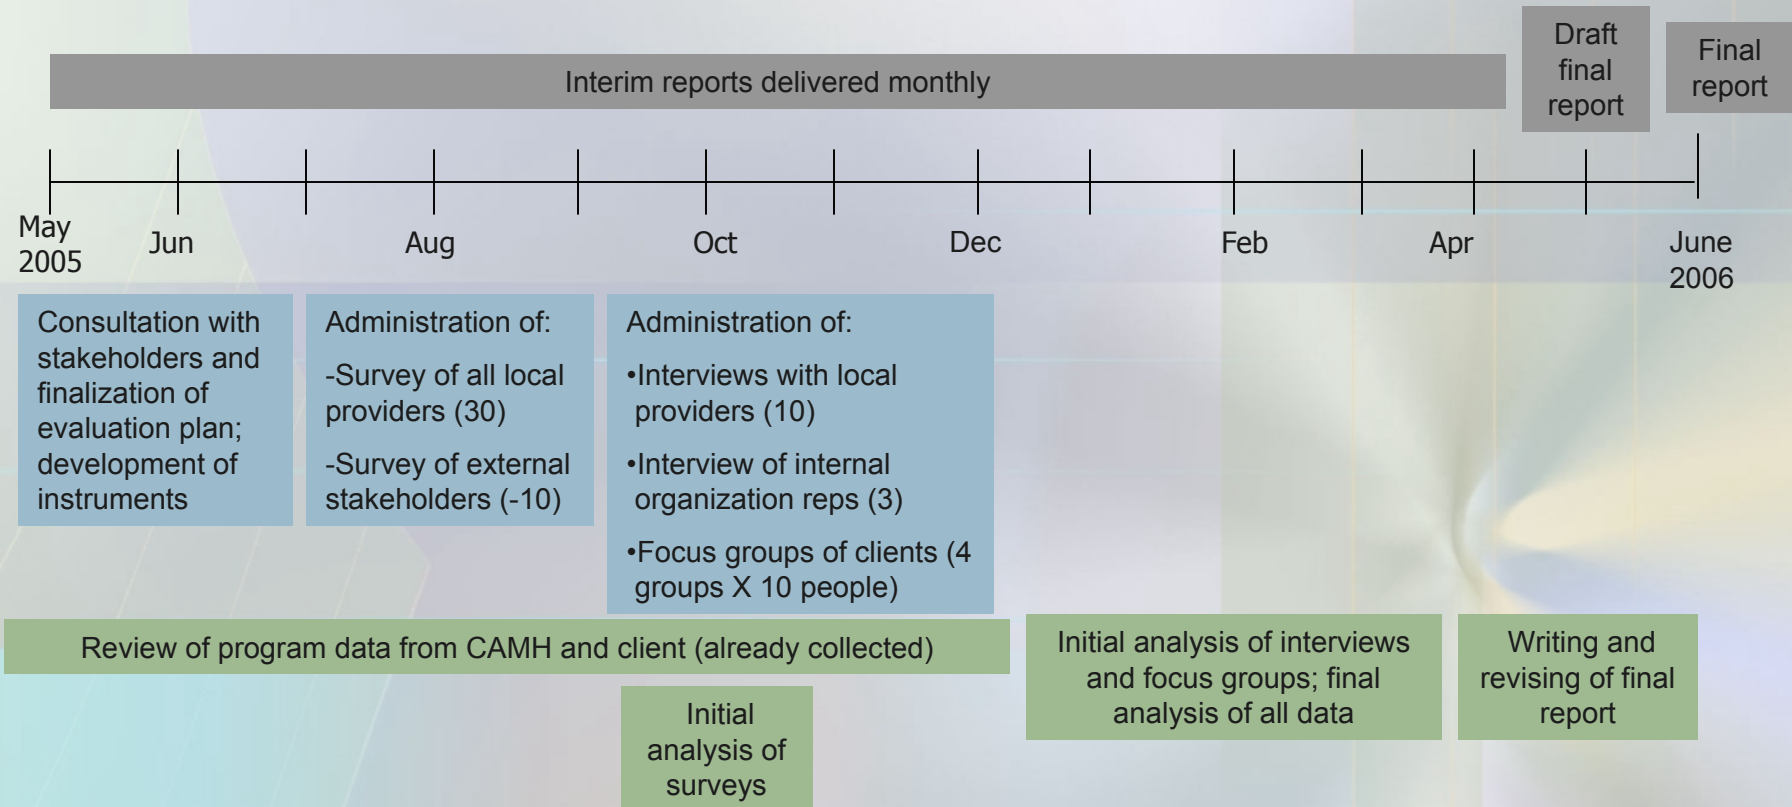 Interim reports delivered monthly
Draft
final
report
Final
report
May
2005
Jun
Aug
Oct
Dec
Feb
Apr
June
2006
Consultation with
stakeholders and
finalization of
evaluation plan;
development of
instruments
Administration of:
-Survey of all local
providers (30)
-Survey of external
stakeholders (-10)
Administration of:
•Interviews with local
providers (10)
•Interview of internal
organization reps (3)
•Focus groups of clients (4
groups X 10 people)
Review of program data from CAMH and client (already collected)
Initial
analysis of
surveys
Initial analysis of interviews
and focus groups; final
analysis of all data
Writing and
revising of final
report